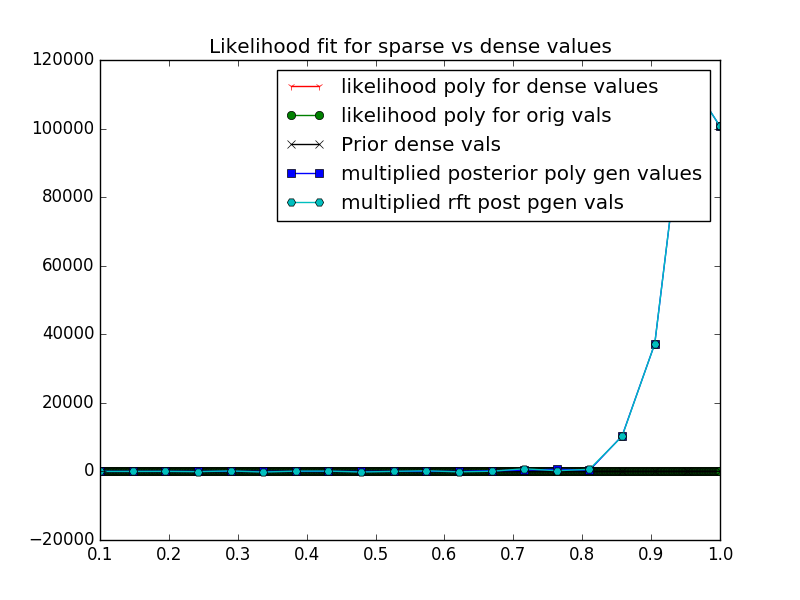 Likelihood fit for sparse vs dense values
120000
100000
80000
60000
40000
20000
0
−20000
likelihood poly for dense values
likelihood poly for orig vals
Prior dense vals
multiplied posterior poly gen values
multiplied rft post pgen vals
0.1 0.2 0.3 0.4 0.5 0.6 0.7 0.8 0.9 1.0